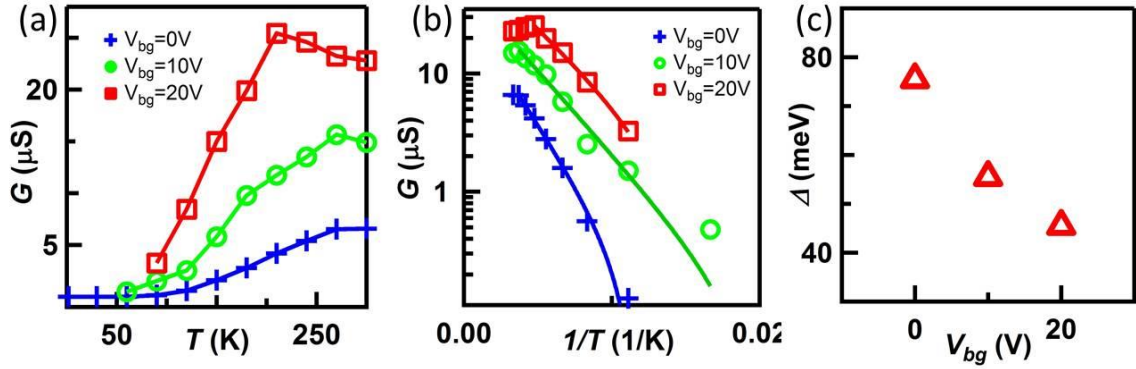 (a)
V_bg=0V
V_bg=10V
V_bg=20V
20
5
G (μS)
50
250
T (K)
(b)
V_bg=0V
V_bg=10V
V_bg=20V
10
1
G (μS)
0.00
0.02
1/T (1/K)
(c)
80
40
Δ (meV)
0
10
20
V_bg (V)